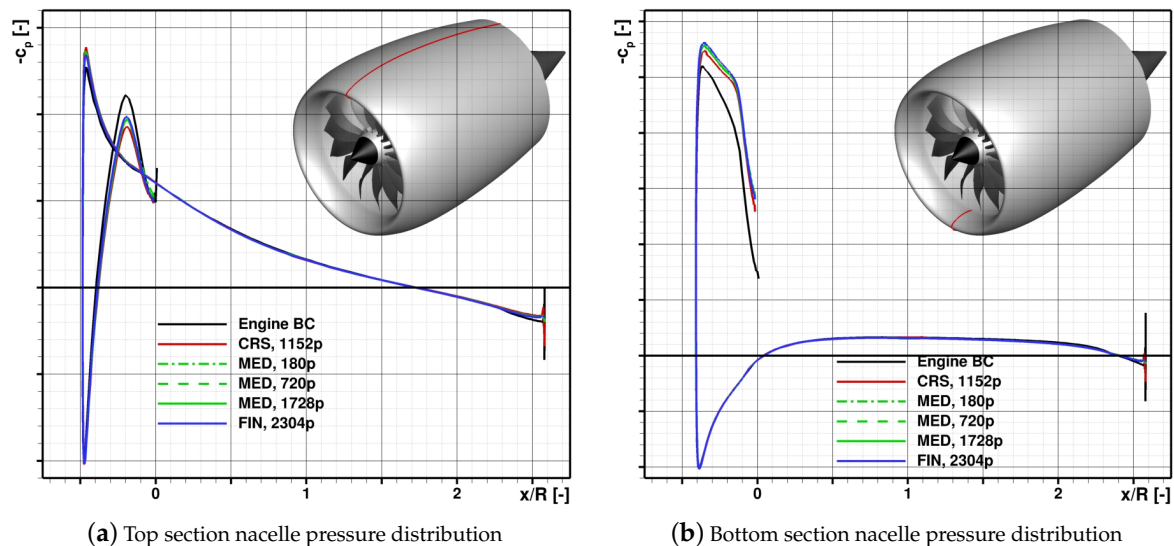 -Cp [-]
Engine BC
CRS, 1152p
MED, 180p
MED, 720p
MED, 1728p
FIN, 2304p
0
1
2
x/R [-]
(a) Top section nacelle pressure distribution
-Cp [-]
Engine BC
CRS, 1152p
MED, 180p
MED, 720p
MED, 1728p
FIN, 2304p
0
1
2
x/R [-]
(b) Bottom section nacelle pressure distribution